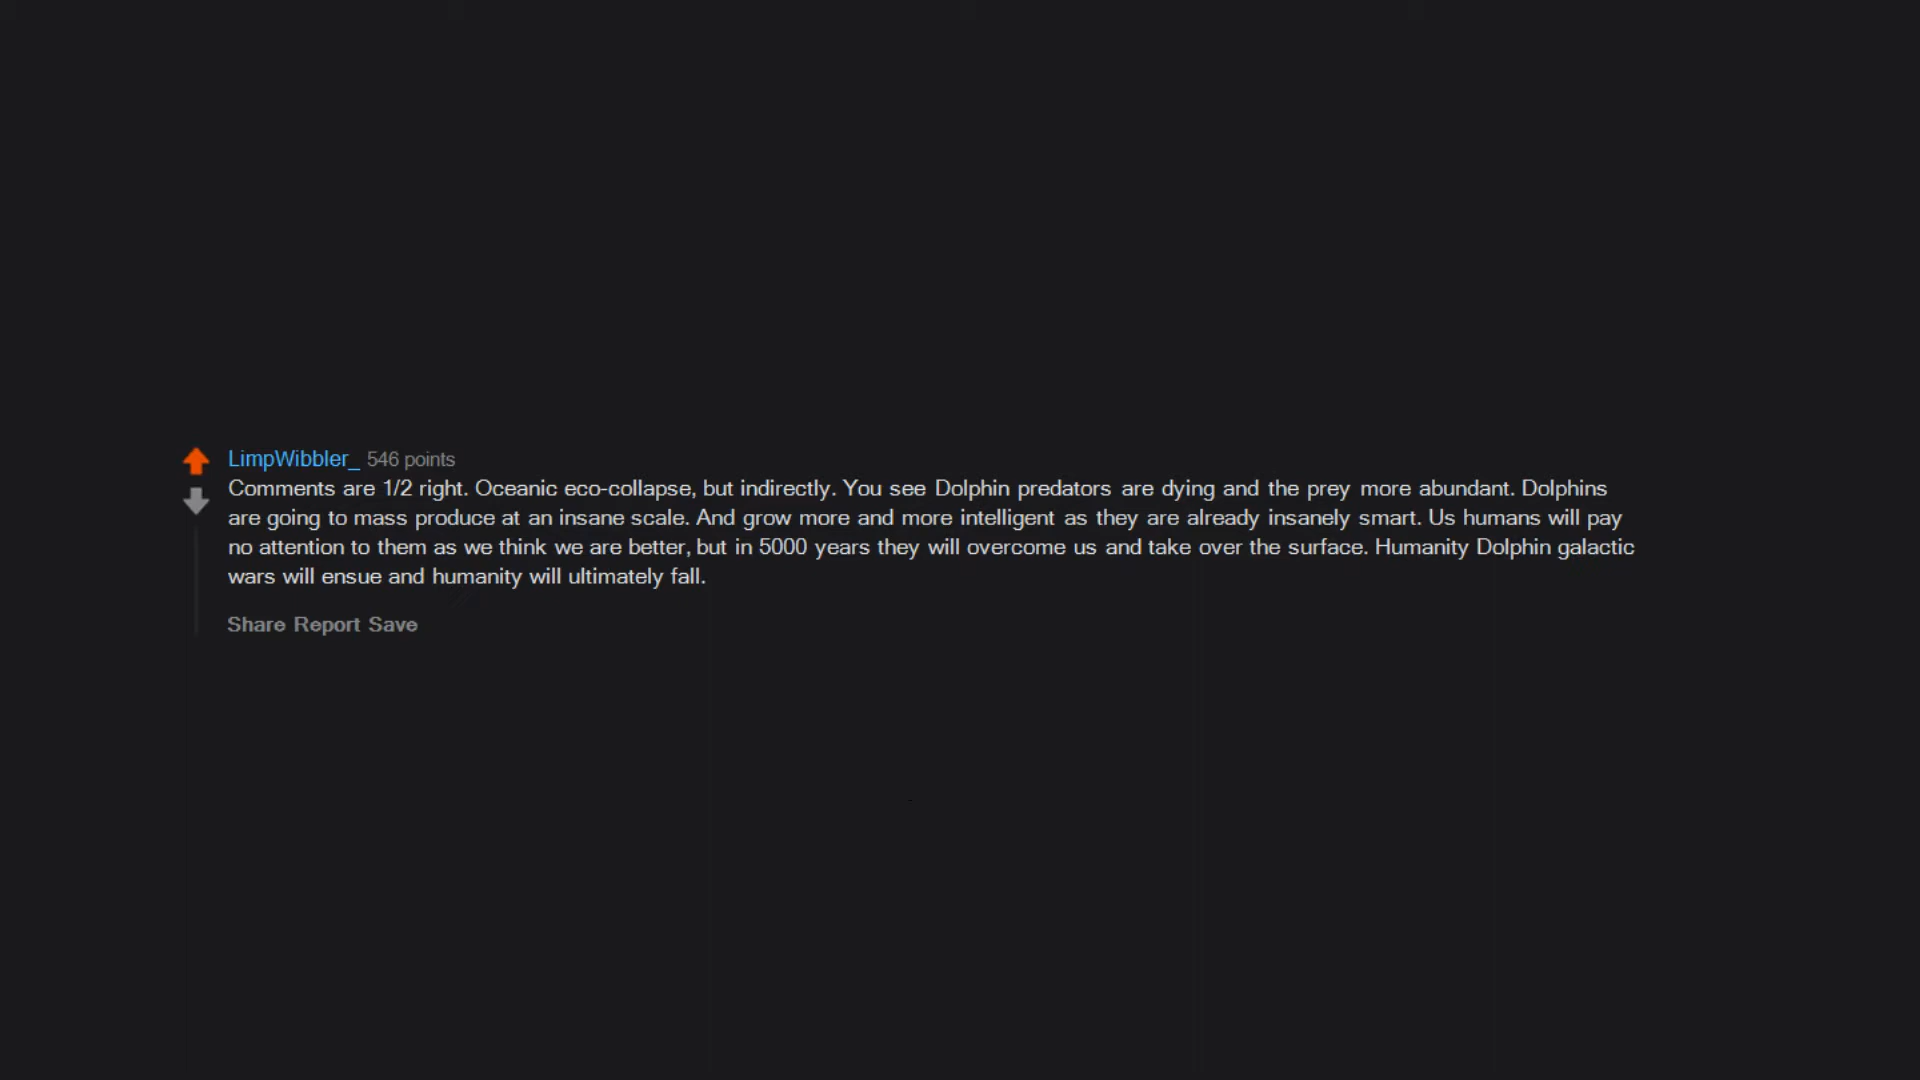 LimpWibbler_ 546 points
Comments are 1/2 right. Oceanic eco-collapse, but indirectly. You see Dolphin predators are dying and the prey more abundant. Dolphins
are going to mass produce at an insane scale. And grow more and more intelligent as they are already insanely smart. Us humans will pay
no attention to them as we think we are better, but in 5000 years they will overcome us and take over the surface. Humanity Dolphin galactic
wars will ensue and humanity will ultimately fall.
Share Report Save